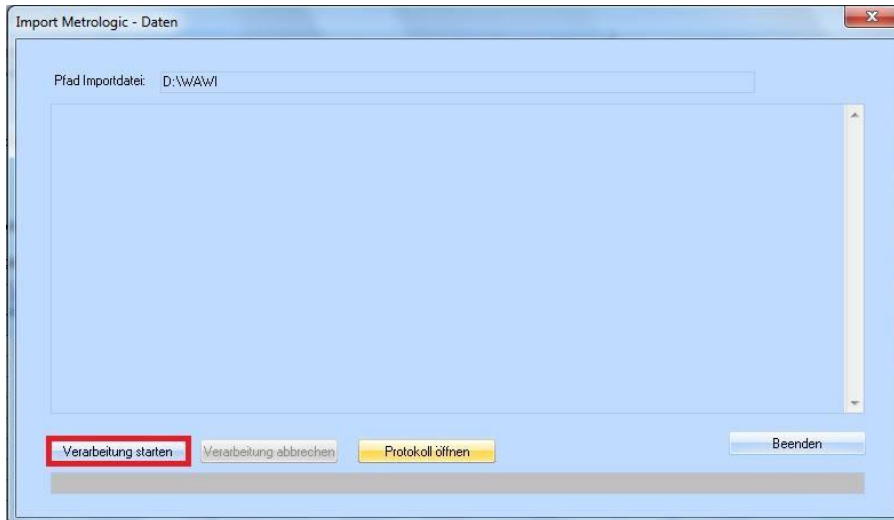 Import Metrologic - Daten
Pfad Importdatei: D:\WAWI
Verarbeitung starten Verarbeitung abbrechen Protokoll öffnen Beenden